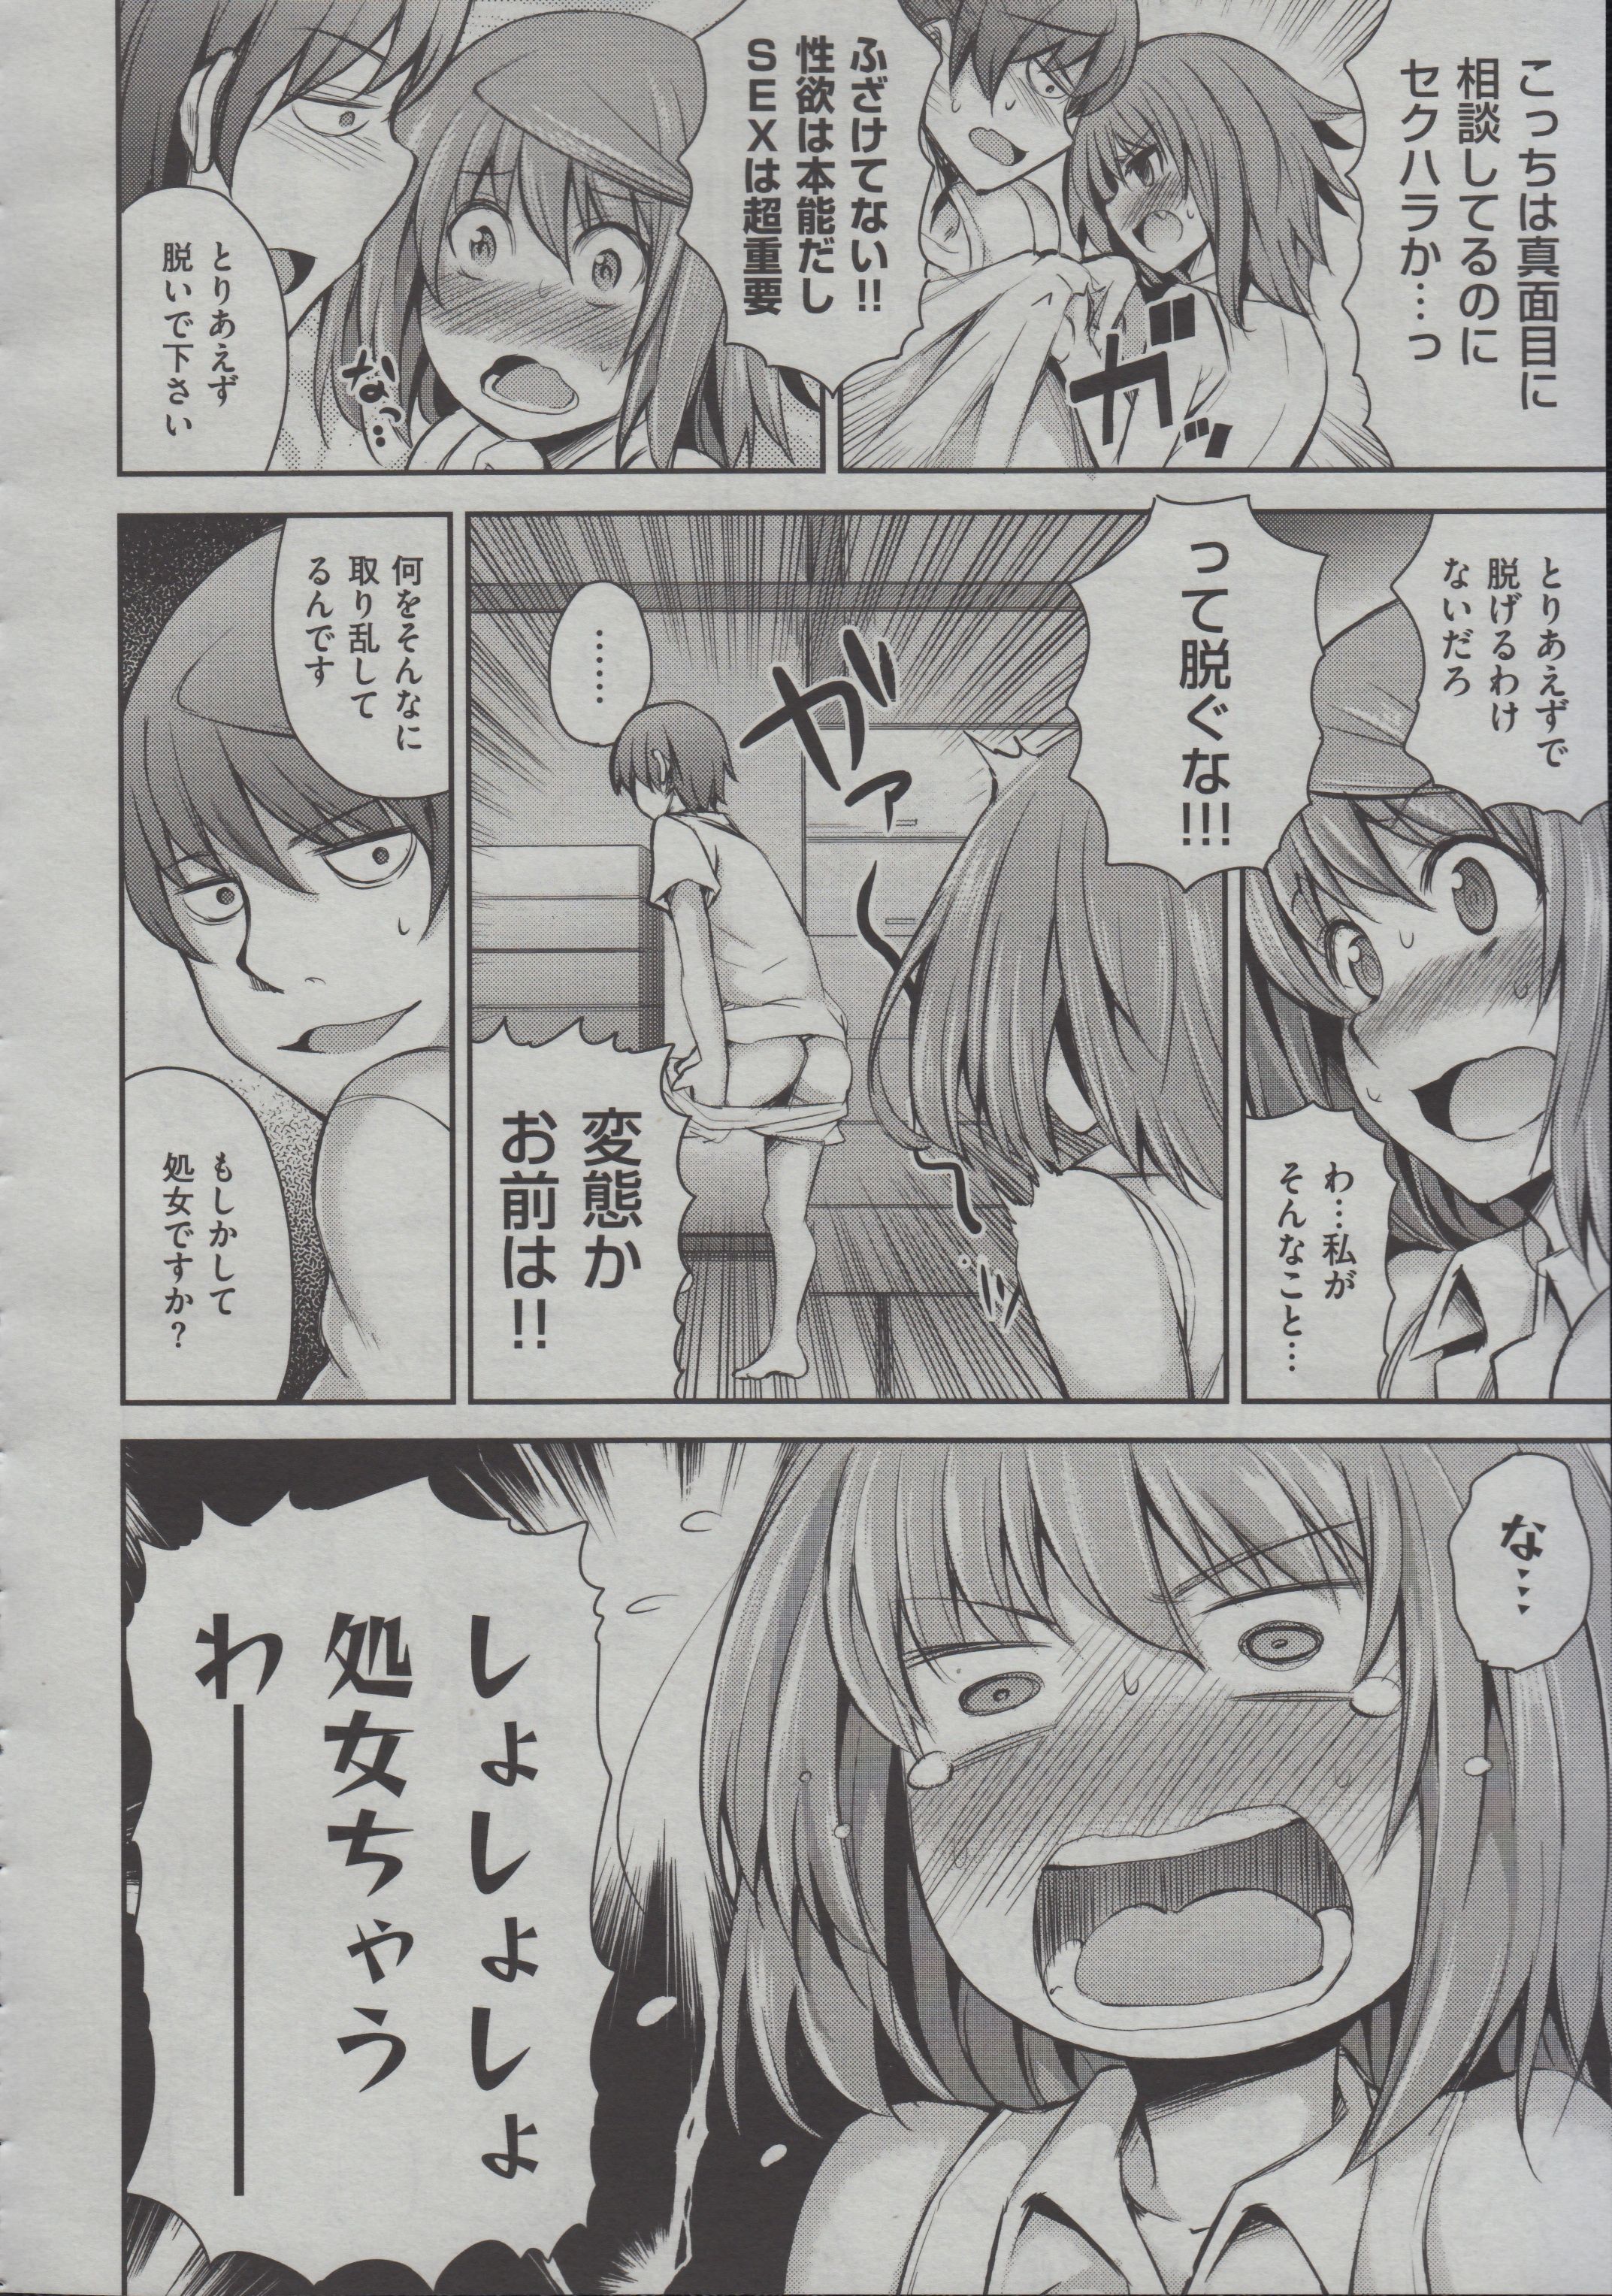 こっちは真面目に
相談してるのに
セクハラか…っ
ガガッ
ふざけてない!!
性欲は本能だし
SEXは超重要
なっ…
とりあえず
脱いで下さい
とりあえずで
脱げるわけ
ないだろ
わ…私が
そんなこと…
って脱ぐな!!!
ガァ
……
変態か
お前は!!
何をそんなに
取り乱して
るんです
もしかして
処女ですか?
な…
しょしょしょ
処女ちゃう
わ――